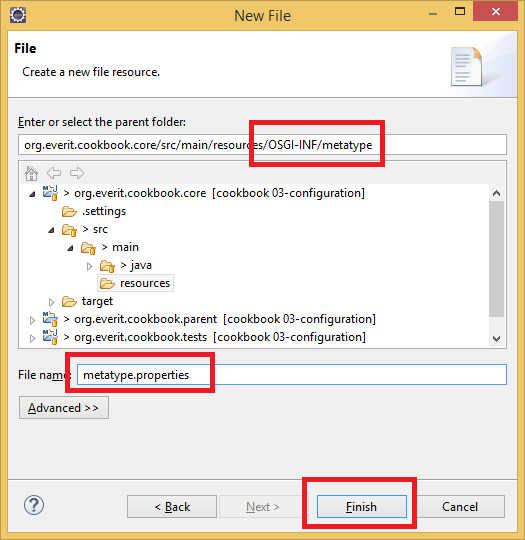 New File
File
Create a new file resource.
Enter or select the parent folder:
org.everit.cookbook.core/src/main/resources/OSGI-INF/metatype
> org.everit.cookbook.core [cookbook 03-configuration]
.settings
> src
> main
> java
resources
target
> org.everit.cookbook.parent [cookbook 03-configuration]
> org.everit.cookbook.tests [cookbook 03-configuration]
File name: metatype.properties
Advanced >>
? < Back Next > Finish Cancel